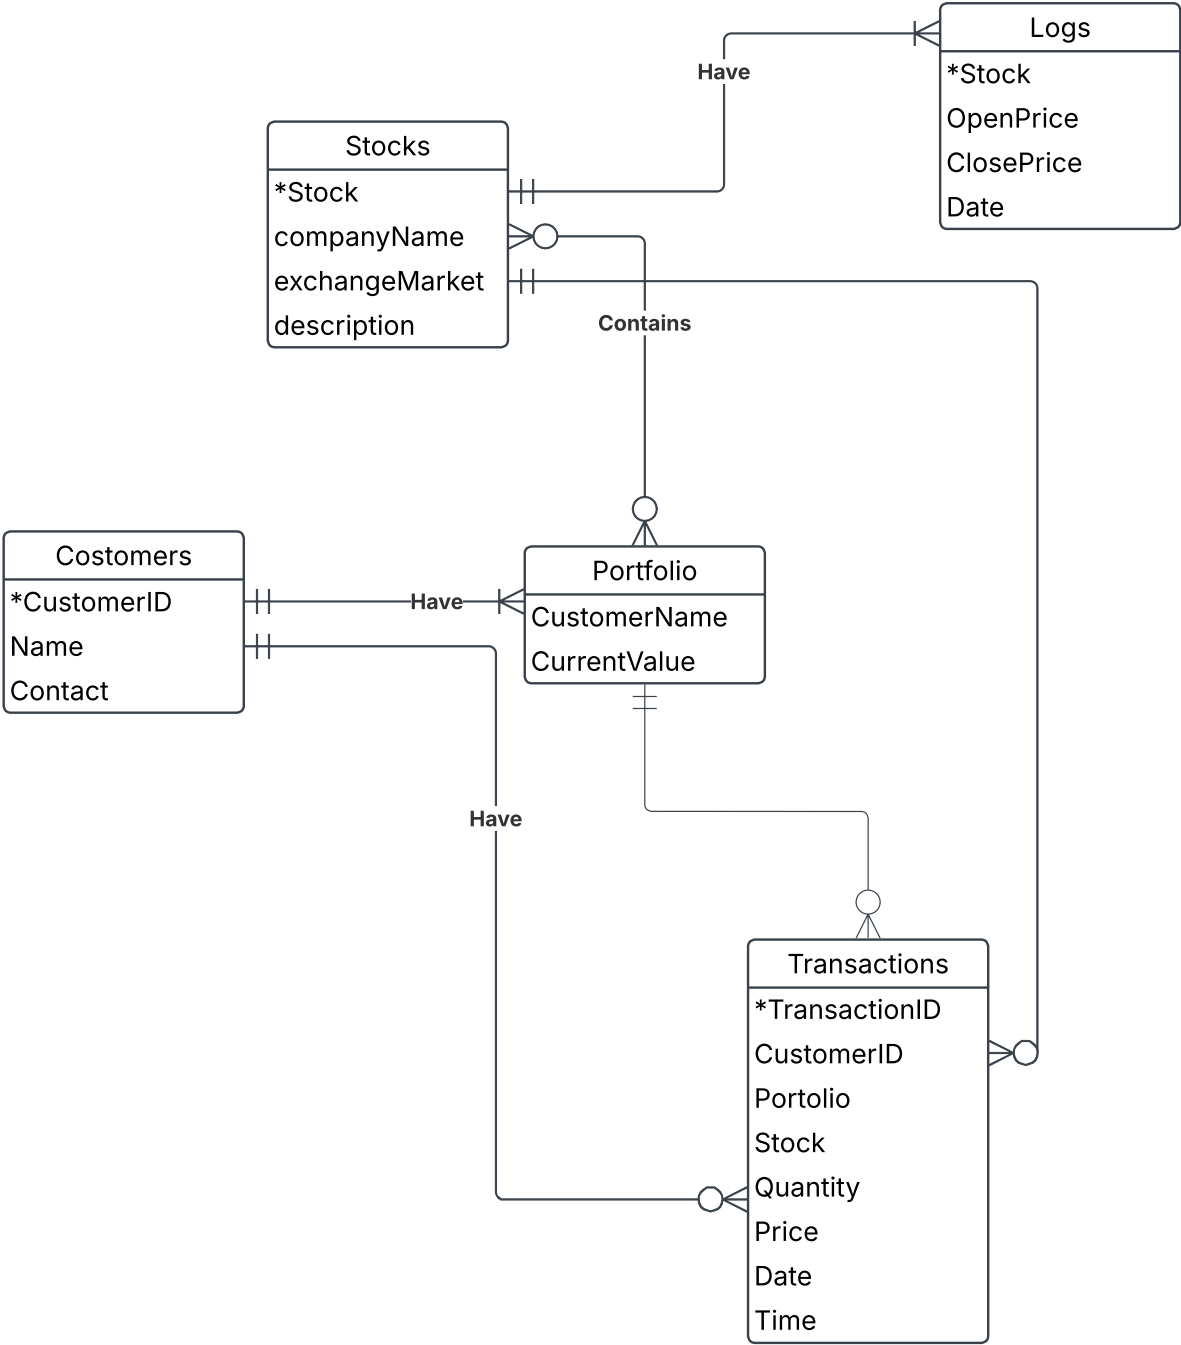 Logs
*Stock
OpenPrice
ClosePrice
Date
Have
Stocks
*Stock
companyName
exchangeMarket
description
Contains
Costomers
*CustomerID
Name
Contact
Have
Portfolio
CustomerName
CurrentValue
Have
Transactions
*TransactionID
CustomerID
Portolio
Stock
Quantity
Price
Date
Time